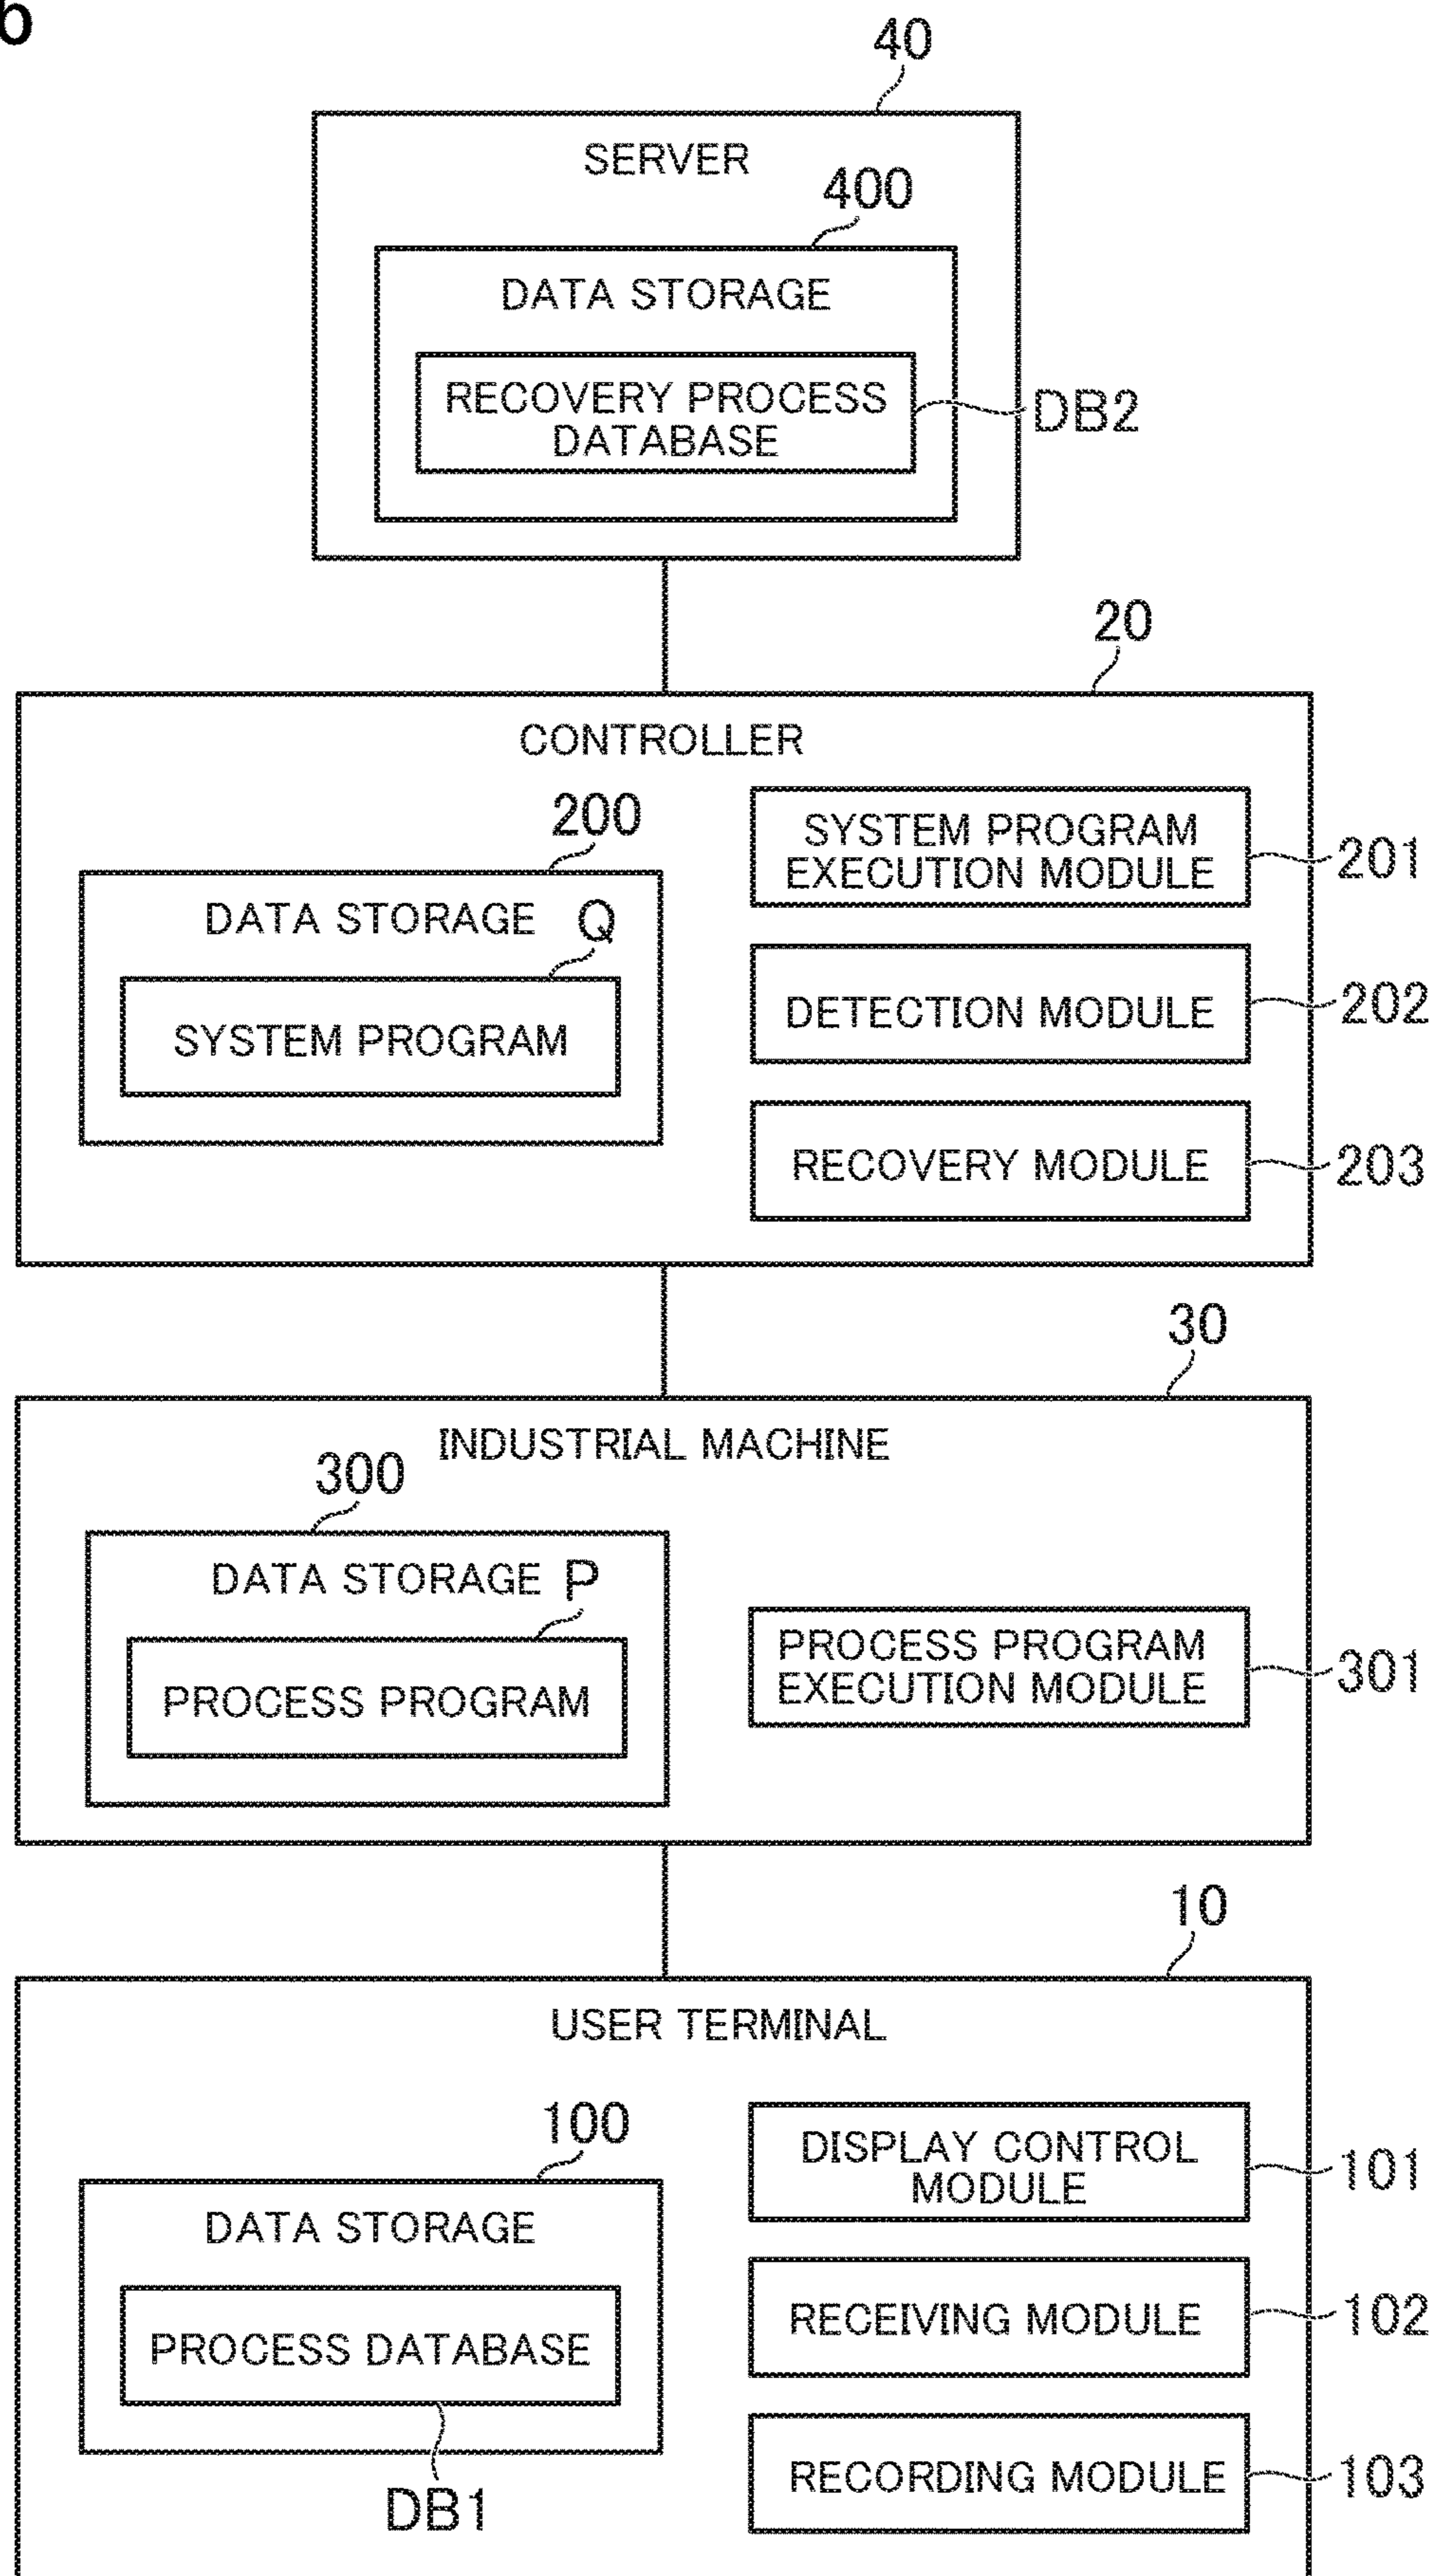 40
SERVER
400
DATA STORAGE
RECOVERY PROCESS
DATABASE
DB2
20
CONTROLLER
200
DATA STORAGE
Q
SYSTEM PROGRAM
SYSTEM PROGRAM
EXECUTION MODULE
201
DETECTION MODULE
202
RECOVERY MODULE
203
30
INDUSTRIAL MACHINE
300
DATA STORAGE
P
PROCESS PROGRAM
PROCESS PROGRAM
EXECUTION MODULE
301
10
USER TERMINAL
100
DATA STORAGE
PROCESS DATABASE
DB1
DISPLAY CONTROL
MODULE
101
RECEIVING MODULE
102
RECORDING MODULE
103